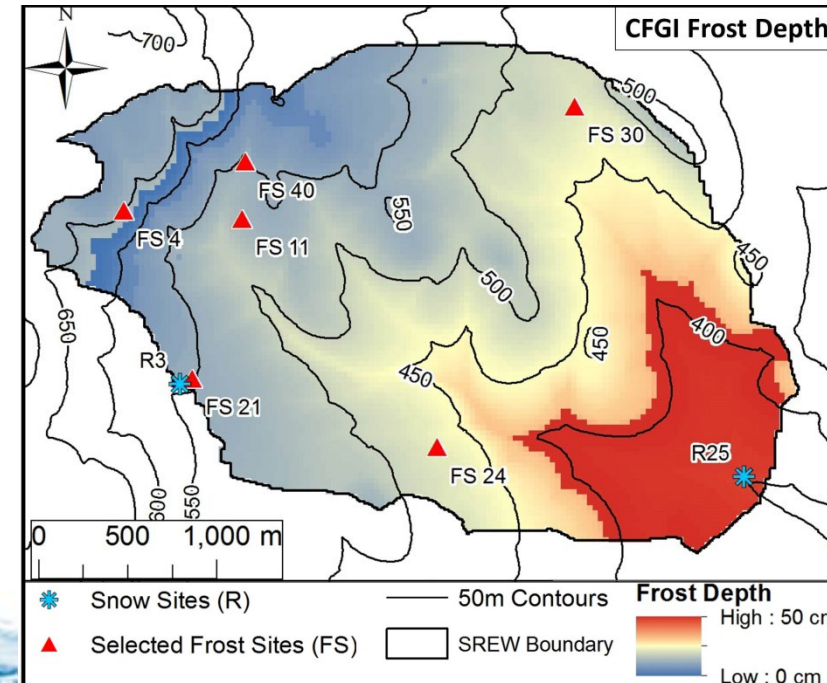 CFGI Frost Depth
N
700
500
FS 30
FS 40
FS 4
FS 11
550
450
500
650
400
R3
450
450
FS 21
R25
FS 24
600
550
0 500 1,000 m
Snow Sites (R)
50m Contours
Frost Depth
High : 50 cm
Selected Frost Sites (FS)
SREW Boundary
Low : 0 cm